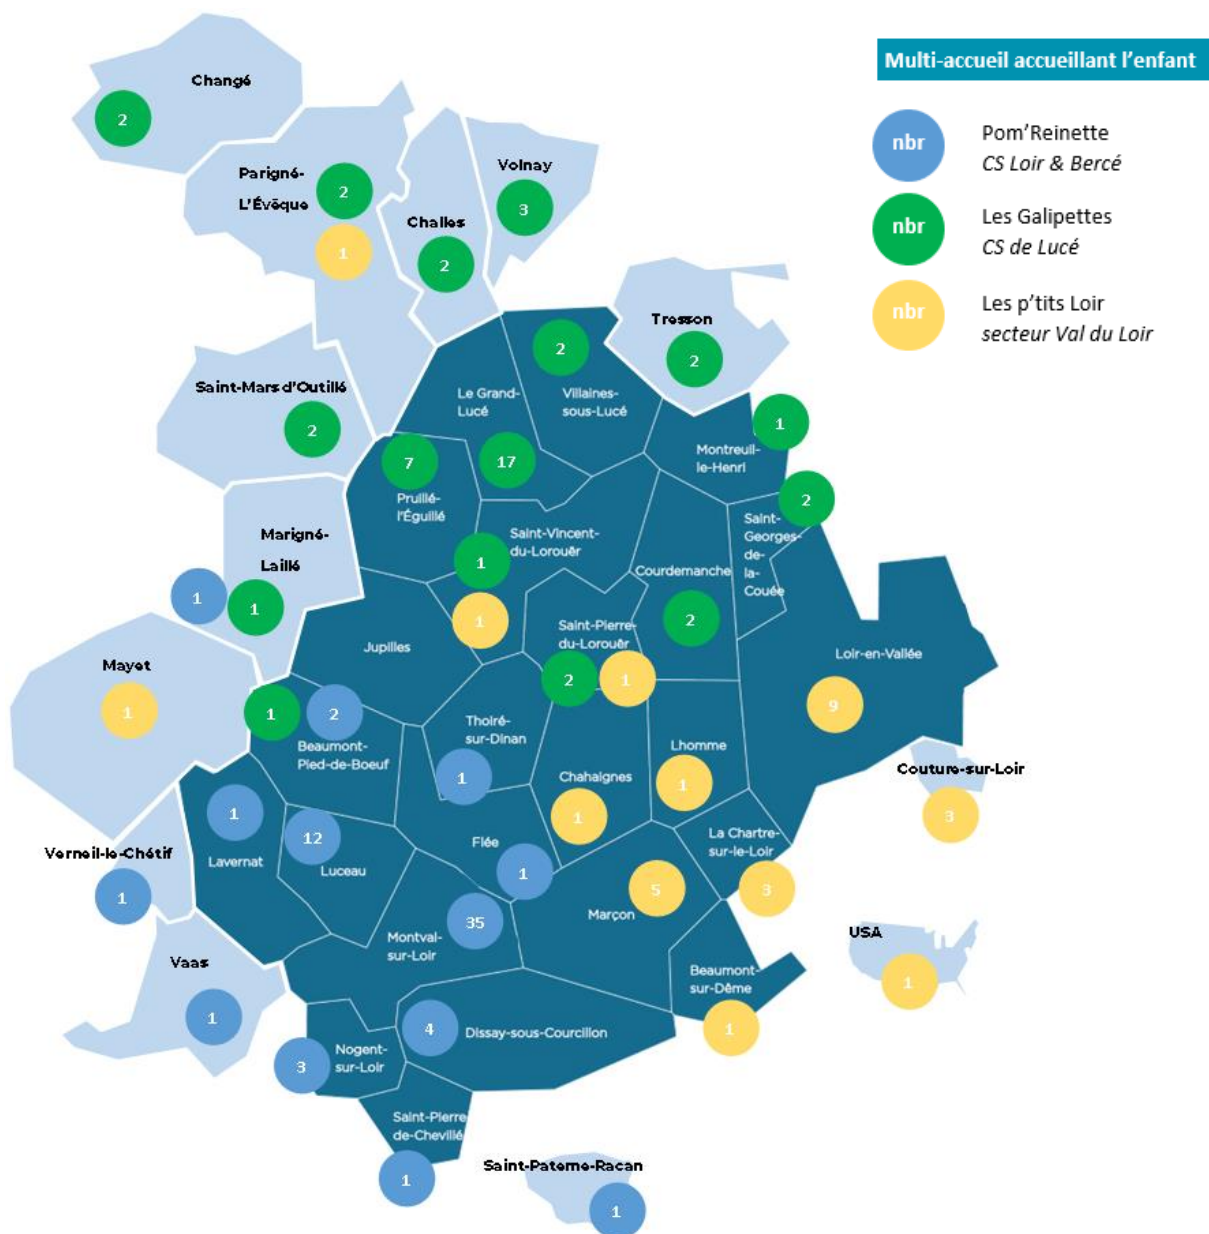 Multi-accueil accueillant l'enfant
nbr
Pom'Reinette
CS Loir & Bercé
nbr
Les Galipettes
CS de Lucé
nbr
Les p'tits Loir
secteur Val du Loir
Changé
2
Parigné-
L'Évêque
2
1
Challes
2
Volnay
3
Tresson
2
Saint-Mars d'Outillé
2
Le Grand-
Lucé
17
Villaines-
sous-Lucé
2
Montreuil-
le-Henri
1
Pruillé-
l'Éguillé
7
Saint-Vincent-
du-Lorouër
1
1
Saint-
Georges-
de-
la-
Couée
2
Marigné-
Laillé
1
1
Courdemanche
2
Jupilles
Saint-Pierre-
du-Lorouër
2
1
Loir-en-Vallée
9
Mayet
1
1
2
Beaumont-
Pied-de-Boeuf
Thoiré-
sur-Dinan
1
Lhomme
1
Chahaignes
1
Couture-sur-Loir
3
Verneil-le-Chétif
1
Lavernat
1
Luceau
12
Flée
1
La Chartre-
sur-le-Loir
3
Marçon
5
Montval-
sur-Loir
35
USA
1
Vaas
1
Beaumont-
sur-Dême
1
Nogent-
sur-Loir
3
Dissay-sous-Courcillon
4
Saint-Pierre
de-Chevillé
1
Saint-Paterne-Racan
1